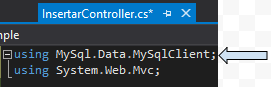 InsertarController.cs*
mple
using MySql.Data.MySqlClient;
using System.Web.Mvc;